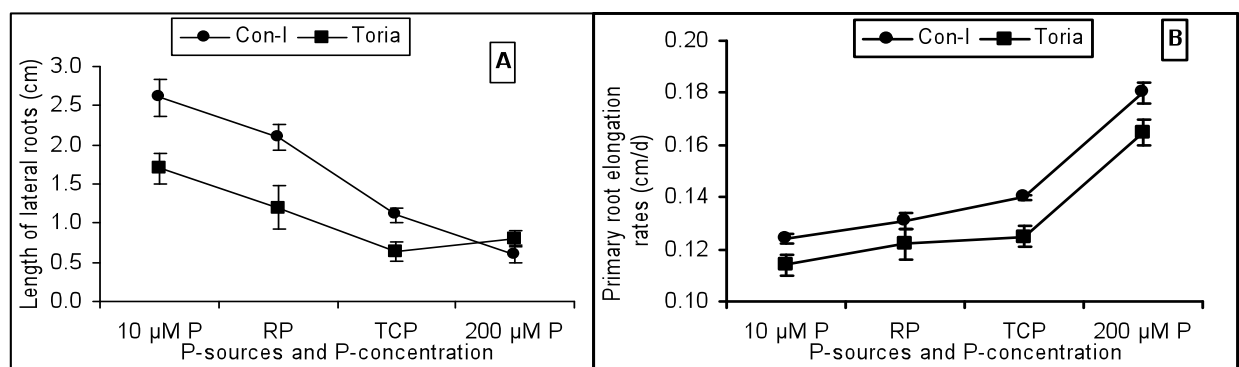 Con-I Toria
A
Length of lateral roots (cm)
3.0
2.5
2.0
1.5
1.0
0.5
0.0
10 µM P RP TCP 200 µM P
P-sources and P-concentration
Con-I Toria
B
Primary root elongation
rates (cm/d)
0.20
0.18
0.16
0.14
0.12
0.10
10 µM P RP TCP 200 µM P
P-sources and P-concentration